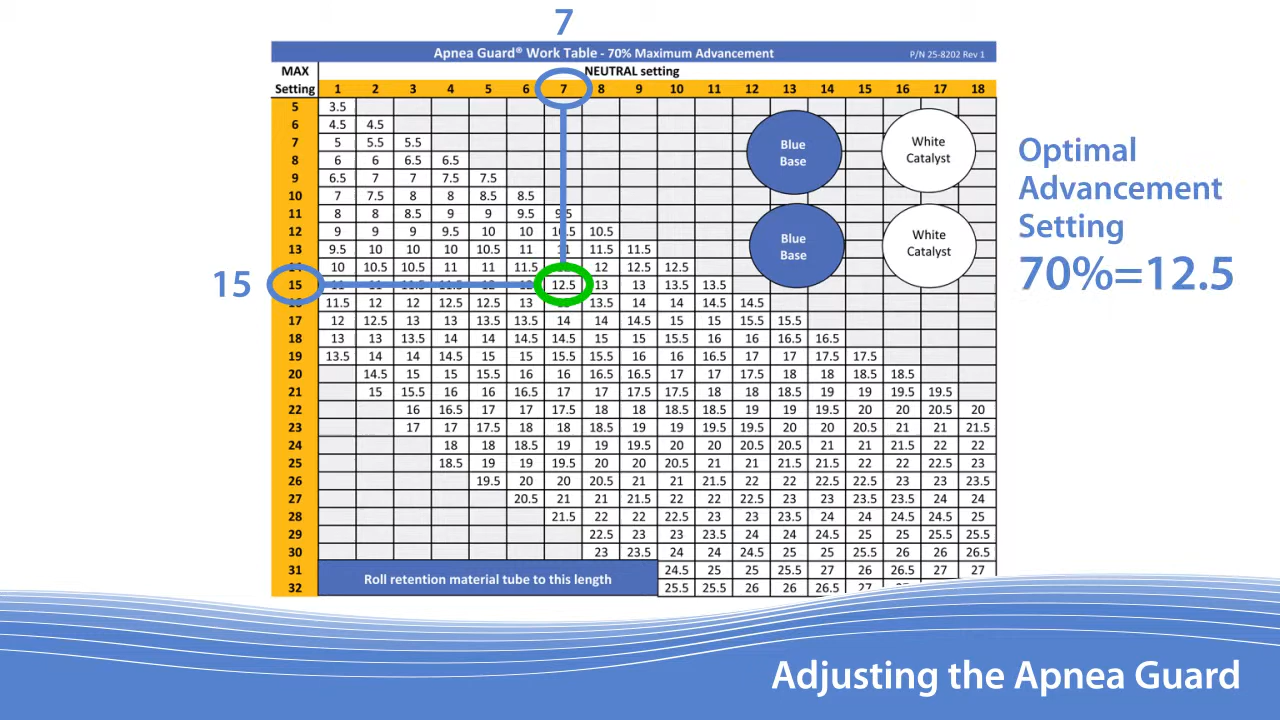 7
Apnea Guard® Work Table - 70% Maximum Advancement P/N 25-8202 Rev 1
MAX NEUTRAL setting
Setting 1 2 3 4 5 6 7 8 9 10 11 12 13 14 15 16 17 18
5 3.5
6 4.5 4.5
7 5 5.5 5.5
8 6 6 6.5 6.5
9 6.5 7 7 7.5 7.5
10 7 7.5 8 8 8.5 8.5
11 8 8 8.5 9 9 9.5
12 9 9 9 9.5 10 10 10.5
13 9.5 10 10 10 10.5 11 11.5 11.5
10 10.5 10.5 11 11 11.5 12 12.5 12.5
15 12.5 13 13 13.5 13.5
11.5 12 12 12.5 12.5 13 13.5 14 14 14.5 14.5
17 12 12.5 13 13 13.5 13.5 14 14 14.5 15 15 15.5 15.5
18 13 13 13.5 14 14 14.5 14.5 15 15 15.5 16 16 16.5 16.5
19 13.5 14 14 14.5 15 15 15.5 15.5 16 16 16.5 17 17 17.5 17.5
20 14.5 15 15 15.5 16 16 16.5 16.5 17 17 17.5 18 18 18.5 18.5
21 15 15.5 16 16 16.5 17 17 17.5 17.5 18 18 18.5 19 19 19.5 19.5
22 16 16.5 17 17 17.5 18 18 18.5 18.5 19 19 19.5 20 20 20.5 20
23 17 17 17.5 18 18 18.5 19 19 19.5 19.5 20 20 20.5 21 21 21.5
24 18 18 18.5 19 19 19.5 20 20 20.5 20.5 21 21 21.5 22 22
25 18.5 19 19 19.5 20 20 20.5 21 21 21.5 21.5 22 22 22.5 23
26 19.5 20 20 20.5 21 21 21.5 22 22 22.5 22.5 23 23 23.5
27 20.5 21 21 21.5 22 22 22.5 23 23 23.5 23.5 24 24
28 21.5 22 22 22.5 23 23 23.5 24 24 24.5 24.5 25
29 22.5 23 23 23.5 24 24 24.5 25 25 25.5 25.5
30 23 23.5 24 24 24.5 25 25 25.5 26 26 26.5
31 24.5 25 25 25.5 27 26 26.5 27 27
32 25.5 25.5 26 26 26.5 27
Roll retention material tube to this length
Blue
Base
White
Catalyst
Blue
Base
White
Catalyst
15
Optimal
Advancement
Setting
70%=12.5
Adjusting the Apnea Guard